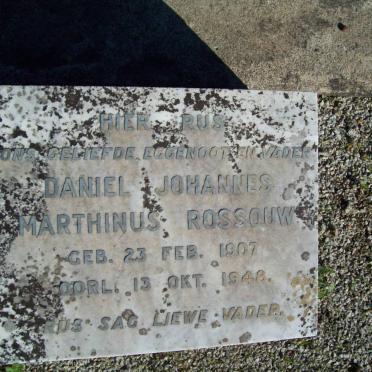 HIER RUS
ONS GELIEFDE EGGENOOT EN VADER
DANIEL JOHANNES
MARTHINUS ROSSOUW
GEB. 23 FEB. 1907
OORL. 13 OKT. 1948.
RUS SAG LIEWE VADER.